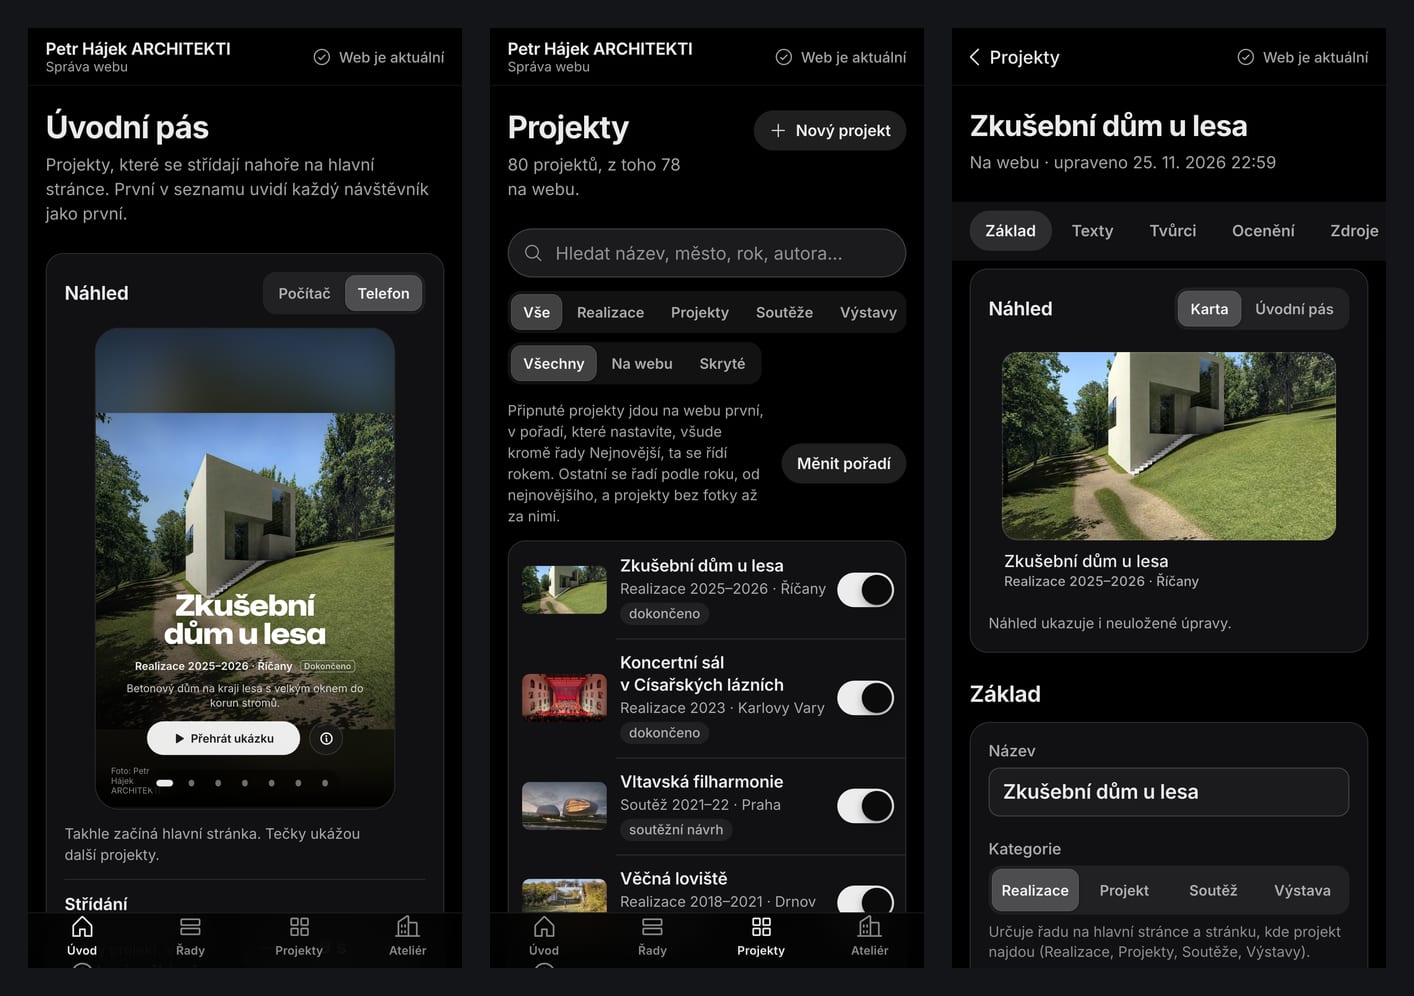 Petr Hájek ARCHITEKTI
Správa webu
Web je aktuální
Úvodní pás
Projekty, které se střídají nahoře na hlavní
stránce. První v seznamu uvidí každý návštěvník
jako první.
Náhled
Počítač
Telefon
Zkušební
dům u lesa
Realizace 2025–2026 · Říčany
Dokončeno
Betonový dům na kraji lesa s velkým oknem do
korun stromů.
Přehrát ukázku
Foto: Petr
Hájek
ARCHITEK
Takhle začíná hlavní stránka. Tečky ukážou
další projekty.
Střídání
Úvod
Řady
Projekty
Ateliér
Petr Hájek ARCHITEKTI
Správa webu
Web je aktuální
Projekty
Nový projekt
80 projektů, z toho 78
na webu.
Hledat název, město, rok, autora...
Vše
Realizace
Projekty
Soutěže
Výstavy
Všechny
Na webu
Skryté
Připnuté projekty jdou na webu první,
v pořadí, které nastavíte, všude
kromě řady Nejnovější, ta se řídí
rokem. Ostatní se řadí podle roku, od
nejnovějšího, a projekty bez fotky až
za nimi.
Měnit pořadí
Zkušební dům u lesa
Realizace 2025–2026 · Říčany
dokončeno
Koncertní sál
v Císařských lázních
Realizace 2023 · Karlovy Vary
dokončeno
Vltavská filharmonie
Soutěž 2021–22 · Praha
soutěžní návrh
Věčná loviště
Realizace 2018–2021 · Drnov
Úvod
Řady
Projekty
Ateliér
Projekty
Web je aktuální
Zkušební dům u lesa
Na webu · upraveno 25. 11. 2026 22:59
Základ
Texty
Tvůrci
Ocenění
Zdroje
Náhled
Karta
Úvodní pás
Zkušební dům u lesa
Realizace 2025–2026 · Říčany
Náhled ukazuje i neuložené úpravy.
Základ
Název
Zkušební dům u lesa
Kategorie
Realizace
Projekt
Soutěž
Výstava
Určuje řadu na hlavní stránce a stránku, kde projekt
najdou (Realizace, Projekty, Soutěže, Výstavy).